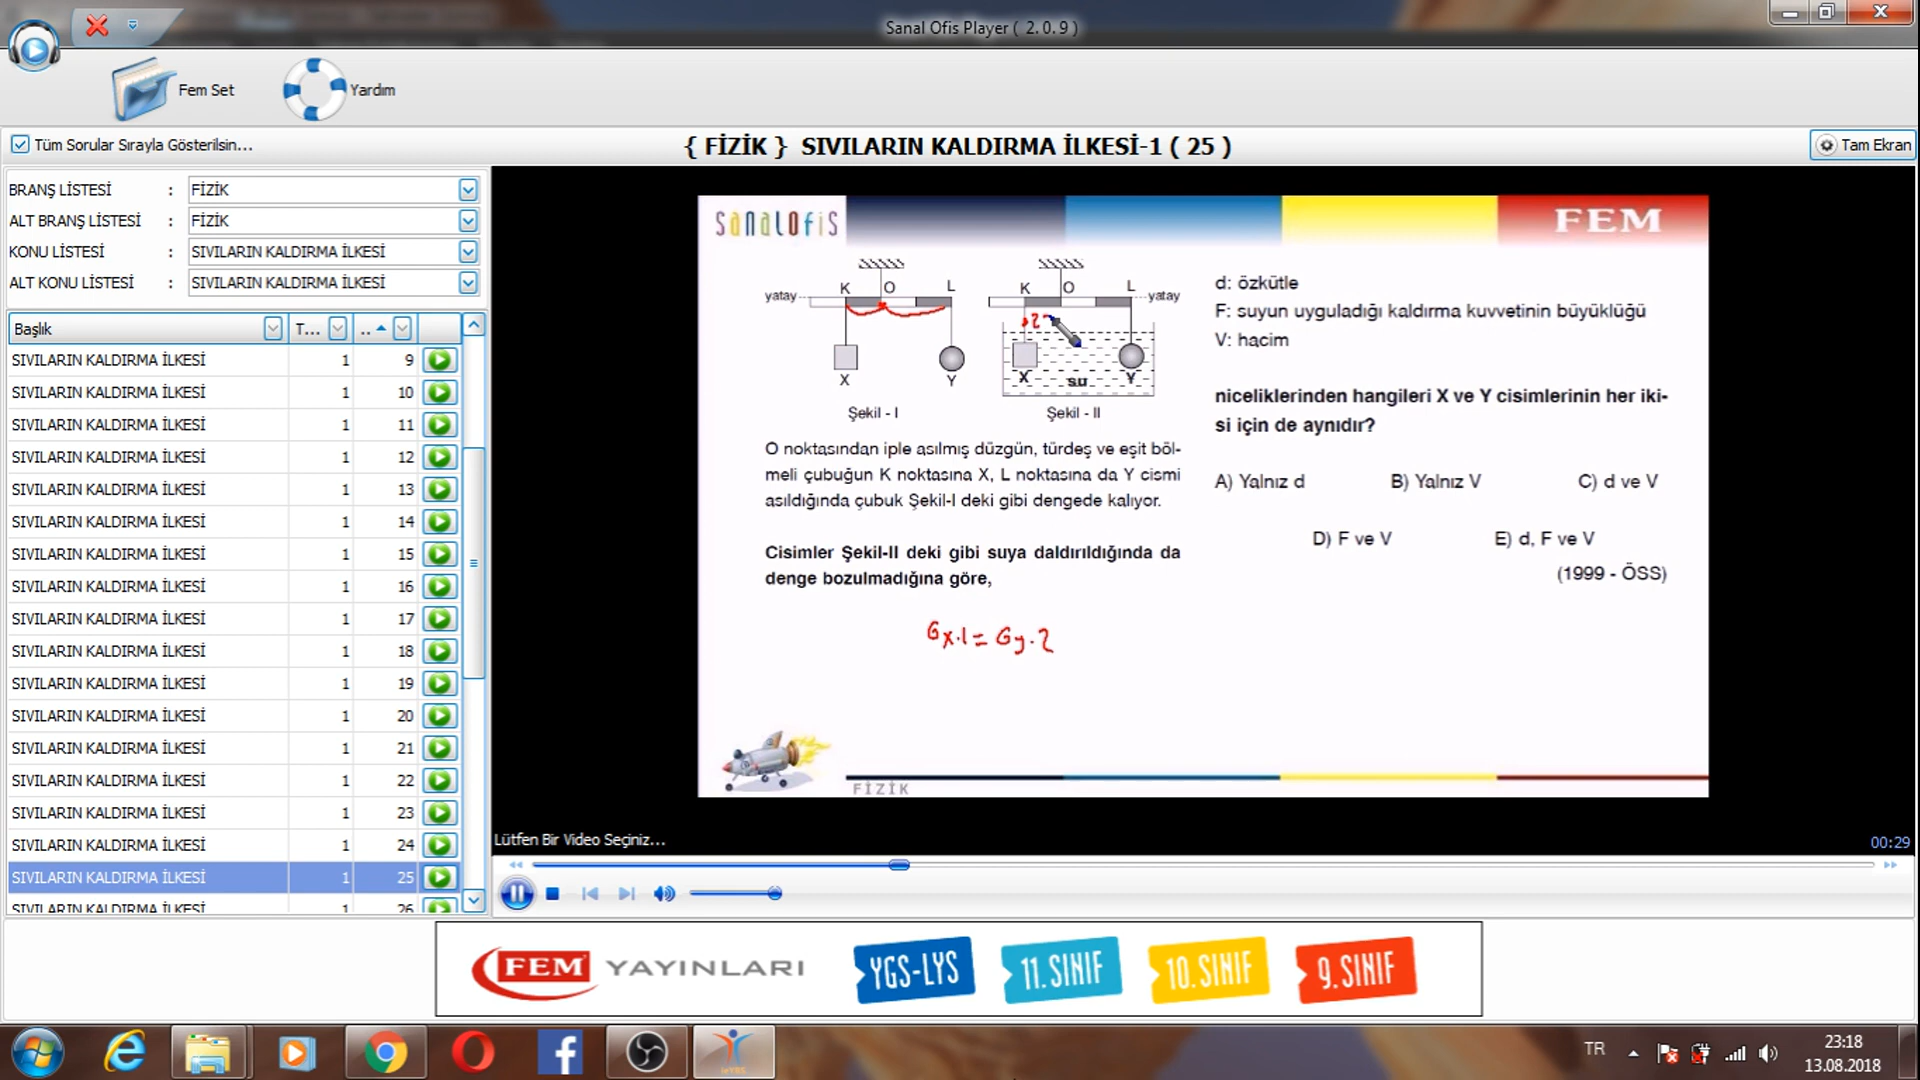 Sanal Ofis Player ( 2.0.9 )
Fem Set
Yardım
Tüm Sorular Sırayla Gösterilsin...
{ FİZİK } SIVILARIN KALDIRMA İLKESİ-1 ( 25 )
Tam Ekran
BRANŞ LİSTESİ : FİZİK
ALT BRANŞ LİSTESİ : FİZİK
KONU LİSTESİ : SIVILARIN KALDIRMA İLKESİ
ALT KONU LİSTESİ : SIVILARIN KALDIRMA İLKESİ
Başlık T... ..
SIVILARIN KALDIRMA İLKESİ 1 9
SIVILARIN KALDIRMA İLKESİ 1 10
SIVILARIN KALDIRMA İLKESİ 1 11
SIVILARIN KALDIRMA İLKESİ 1 12
SIVILARIN KALDIRMA İLKESİ 1 13
SIVILARIN KALDIRMA İLKESİ 1 14
SIVILARIN KALDIRMA İLKESİ 1 15
SIVILARIN KALDIRMA İLKESİ 1 16
SIVILARIN KALDIRMA İLKESİ 1 17
SIVILARIN KALDIRMA İLKESİ 1 18
SIVILARIN KALDIRMA İLKESİ 1 19
SIVILARIN KALDIRMA İLKESİ 1 20
SIVILARIN KALDIRMA İLKESİ 1 21
SIVILARIN KALDIRMA İLKESİ 1 22
SIVILARIN KALDIRMA İLKESİ 1 23
SIVILARIN KALDIRMA İLKESİ 1 24
SIVILARIN KALDIRMA İLKESİ 1 25
SIVILARIN KALDIRMA İLKESİ 1 26
SANALOFİS
FEM
K O L
yatay
X Y
Şekil - I
K O L
yatay
2
X su Y
Şekil - II
O noktasından iple asılmış düzgün, türdeş ve eşit böl-
meli çubuğun K noktasına X, L noktasına da Y cismi
asıldığında çubuk Şekil-I deki gibi dengede kalıyor.
Cisimler Şekil-II deki gibi suya daldırıldığında da
denge bozulmadığına göre,
Gx.1 = Gy.2
d: özkütle
F: suyun uyguladığı kaldırma kuvvetinin büyüklüğü
V: hacim
niceliklerinden hangileri X ve Y cisimlerinin her iki-
si için de aynıdır?
A) Yalnız d B) Yalnız V C) d ve V
D) F ve V E) d, F ve V
(1999 - ÖSS)
FİZİK
Lütfen Bir Video Seçiniz...
00:29
FEM YAYINLARI
YGS-LYS
11.SINIF
10.SINIF
9.SINIF
TR
23:18
13.08.2018